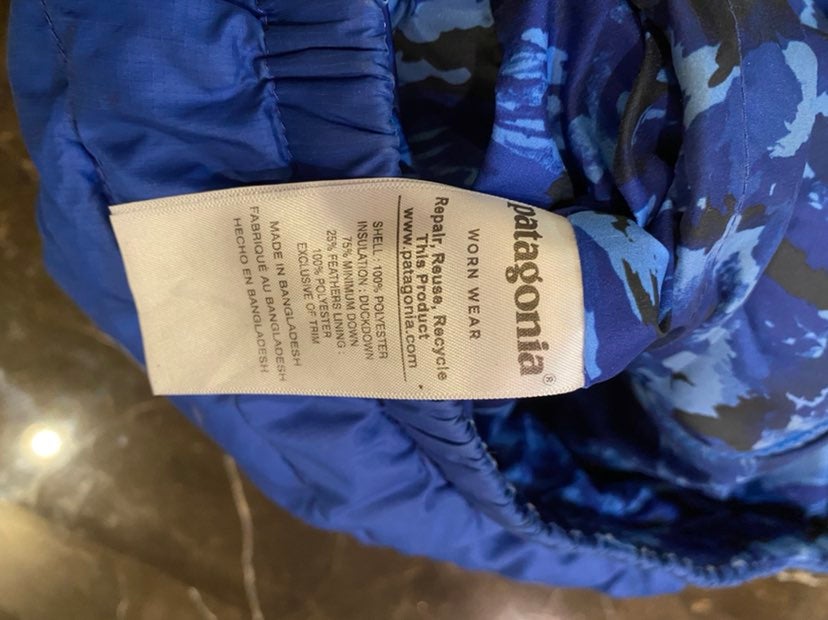 patagonia®
WORN WEAR
Repair, Reuse, Recycle
This Product
www.patagonia.com
SHELL : 100% POLYESTER
INSULATION : DUCKDOWN
75% MINIMUM DOWN
25% FEATHERS LINING :
100% POLYESTER
EXCLUSIVE OF TRIM
MADE IN BANGLADESH
FABRIQUÉ AU BANGLADESH
HECHO EN BANGLADESH